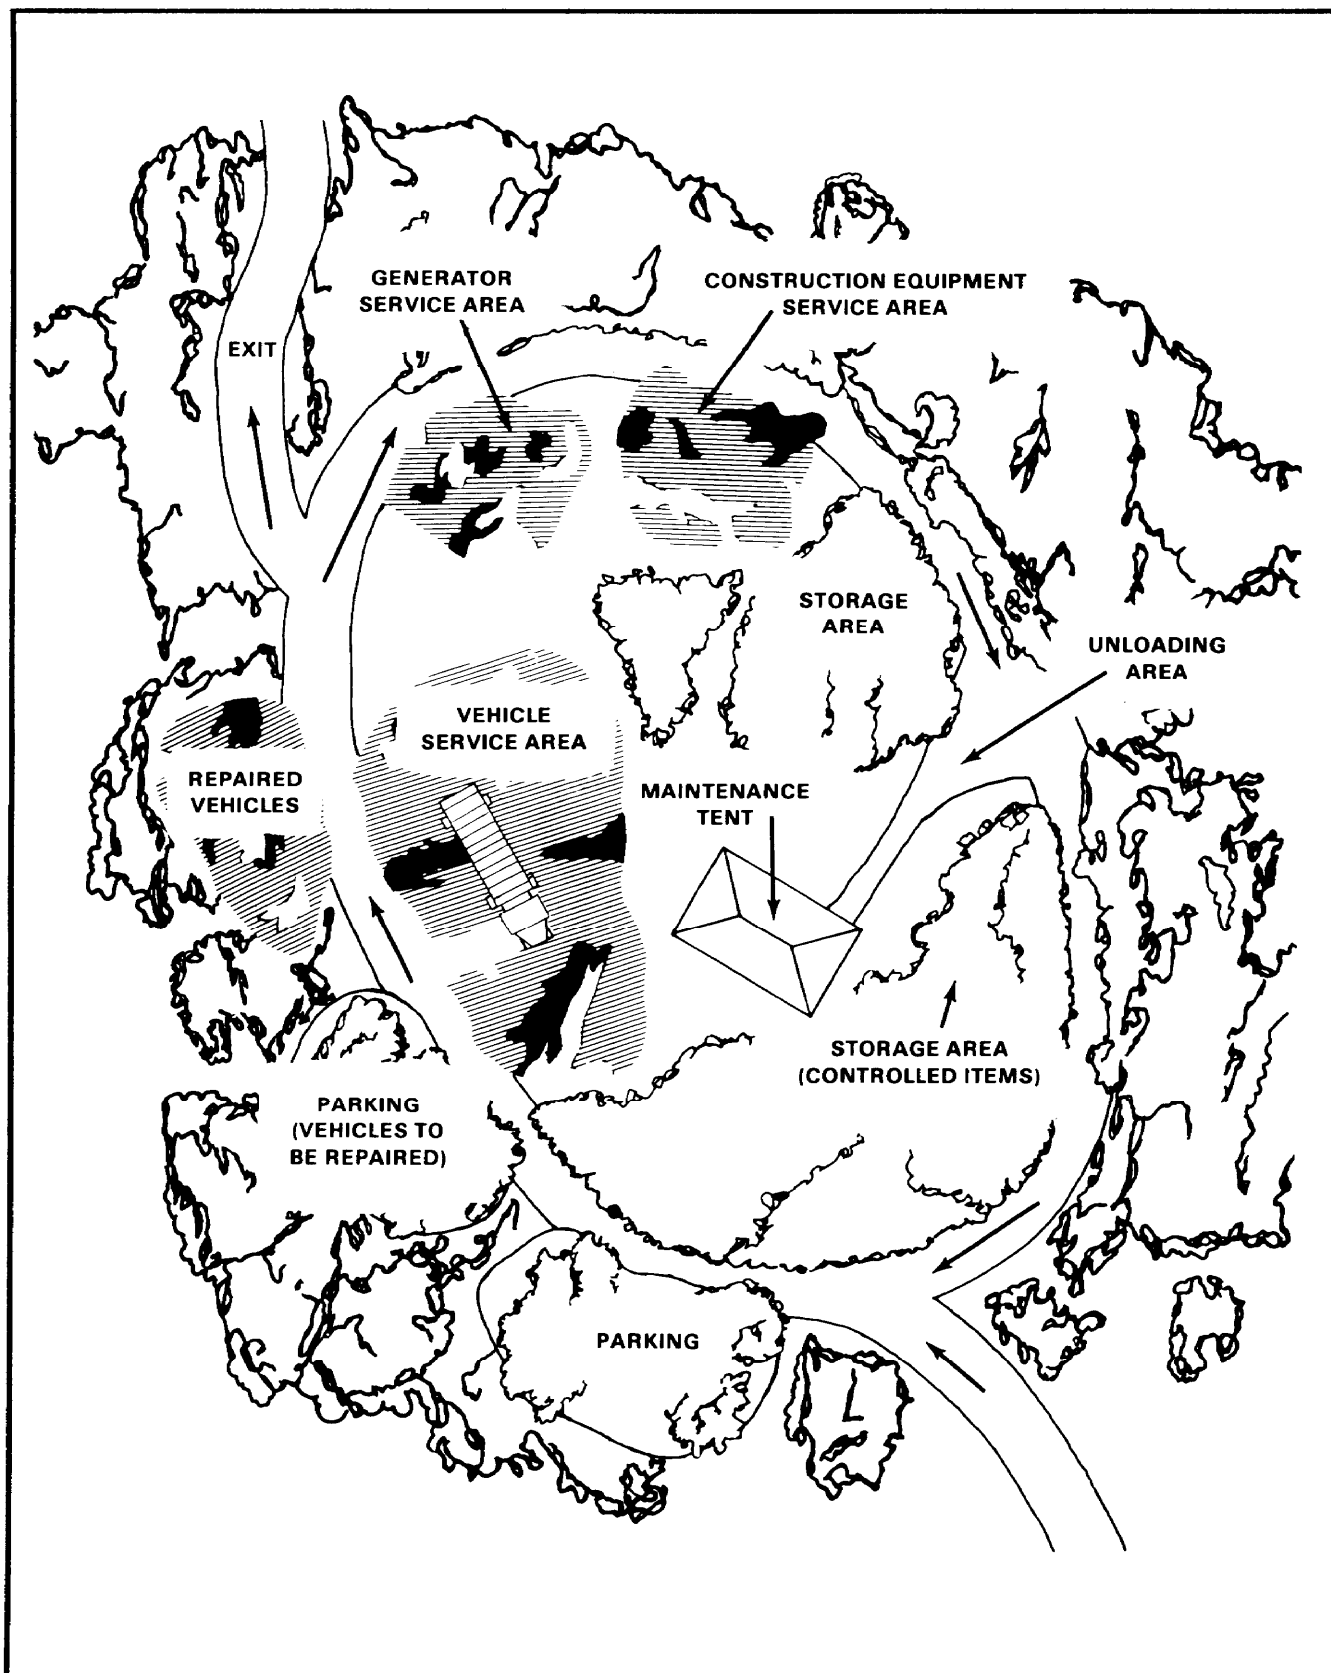 GENERATOR
SERVICE AREA
CONSTRUCTION EQUIPMENT
SERVICE AREA
EXIT
STORAGE
AREA
UNLOADING
AREA
VEHICLE
SERVICE AREA
REPAIRED
VEHICLES
MAINTENANCE
TENT
STORAGE AREA
(CONTROLLED ITEMS)
PARKING
(VEHICLES TO
BE REPAIRED)
PARKING